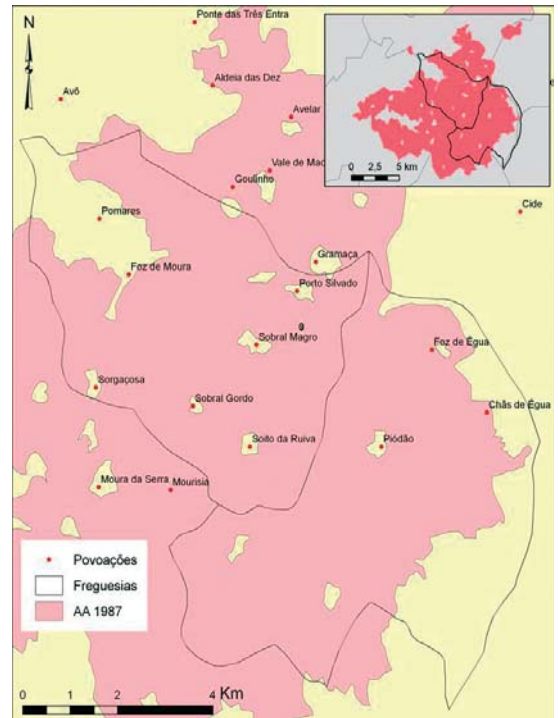 N
Ponte das Três Entra
Aldeia das Dez
Avô
Avelar
Vale de Mac
Goulinho
0 2,5 5 km
Cide
Pomares
Gramaça
Foz de Moura
Porto Silvado
Sobral Magro
Foz de Égua
Sorgaçosa
Sobral Gordo
Chãs de Égua
Soito da Ruiva
Piódão
Moura da Serra
Mourisia
Povoações
Freguesias
AA 1987
0 1 2 4 Km